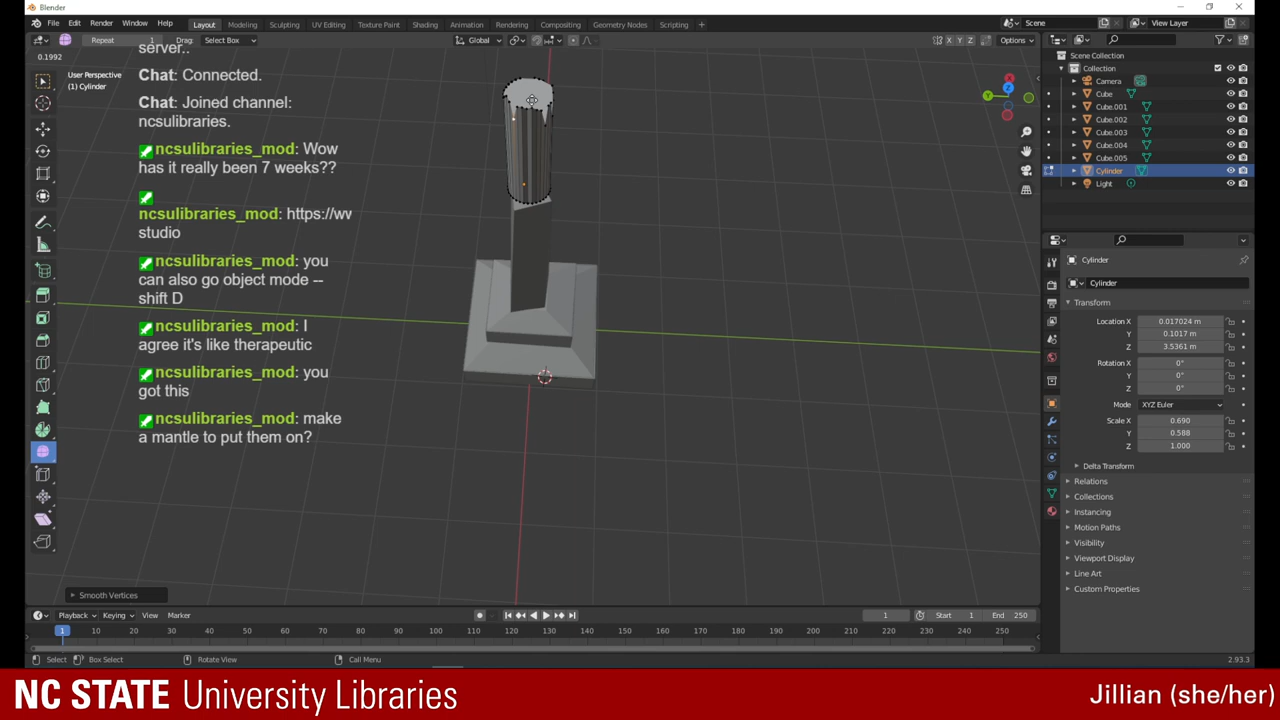 Blender
File Edit Render Window Help Layout Modeling Sculpting UV Editing Texture Paint Shading Animation Rendering Compositing Geometry Nodes Scripting + Scene View Layer
Repeat 1 Drag: Select Box Global X Y Z Options
0.1992
User Perspective
(1) Cylinder
server..
Chat: Connected.
Chat: Joined channel:
ncsulibraries.
ncsulibraries_mod: Wow
has it really been 7 weeks??
ncsulibraries_mod: https://wv
studio
ncsulibraries_mod: you
can also go object mode --
shift D
ncsulibraries_mod: I
agree it's like therapeutic
ncsulibraries_mod: you
got this
ncsulibraries_mod: make
a mantle to put them on?
Y
Z
Smooth Vertices
Scene Collection
Collection
Camera
Cube
Cube.001
Cube.002
Cube.003
Cube.004
Cube.005
Cylinder
Light
Cylinder
Cylinder
Transform
Location X 0.017024 m
Y 0.1017 m
Z 3.5361 m
Rotation X 0°
Y 0°
Z 0°
Mode XYZ Euler
Scale X 0.690
Y 0.588
Z 1.000
Delta Transform
Relations
Collections
Instancing
Motion Paths
Visibility
Viewport Display
Line Art
Custom Properties
Playback Keying View Marker 1 Start 1 End 250
1 10 20 30 40 50 60 70 80 90 100 110 120 130 140 150 160 170 180 190 200 210 220 230 240 250
Select Box Select Rotate View Call Menu 2.93.3
NC STATE University Libraries
Jillian (she/her)